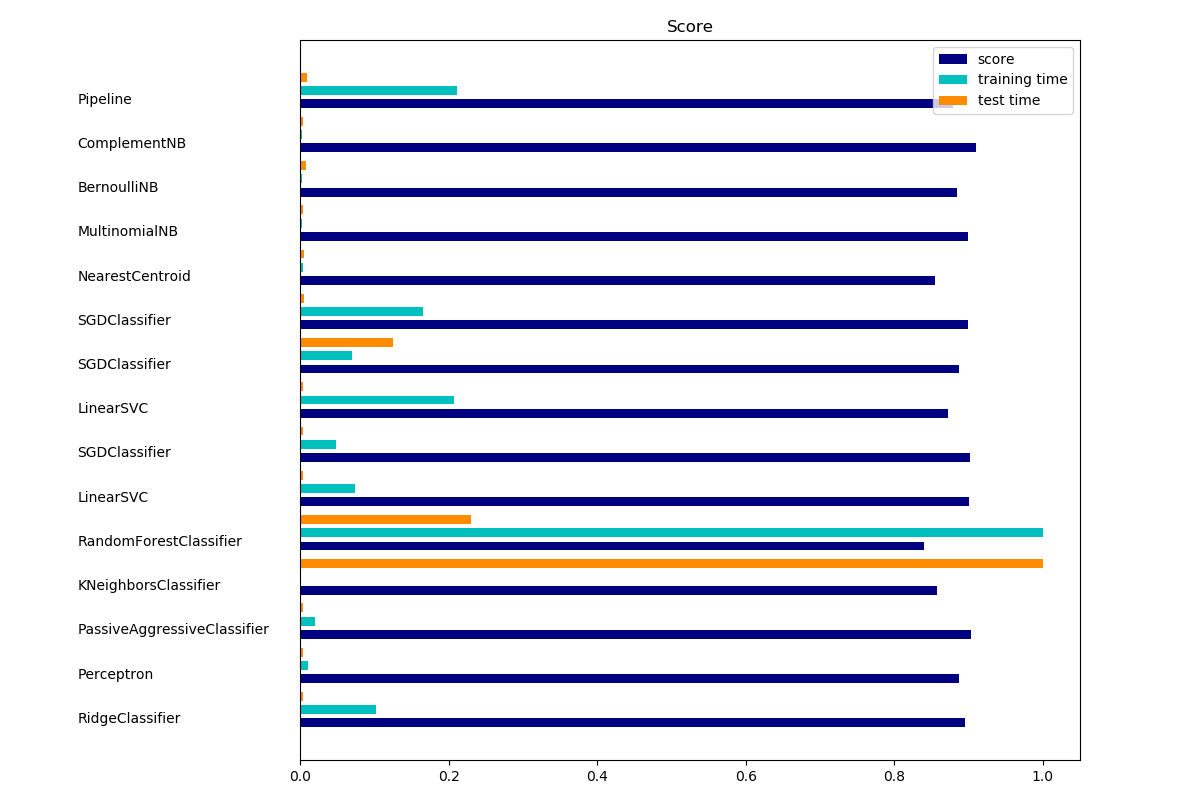 Score
score
training time
test time
Pipeline
ComplementNB
BernoulliNB
MultinomialNB
NearestCentroid
SGDClassifier
SGDClassifier
LinearSVC
SGDClassifier
LinearSVC
RandomForestClassifier
KNeighborsClassifier
PassiveAggressiveClassifier
Perceptron
RidgeClassifier
0.0 0.2 0.4 0.6 0.8 1.0